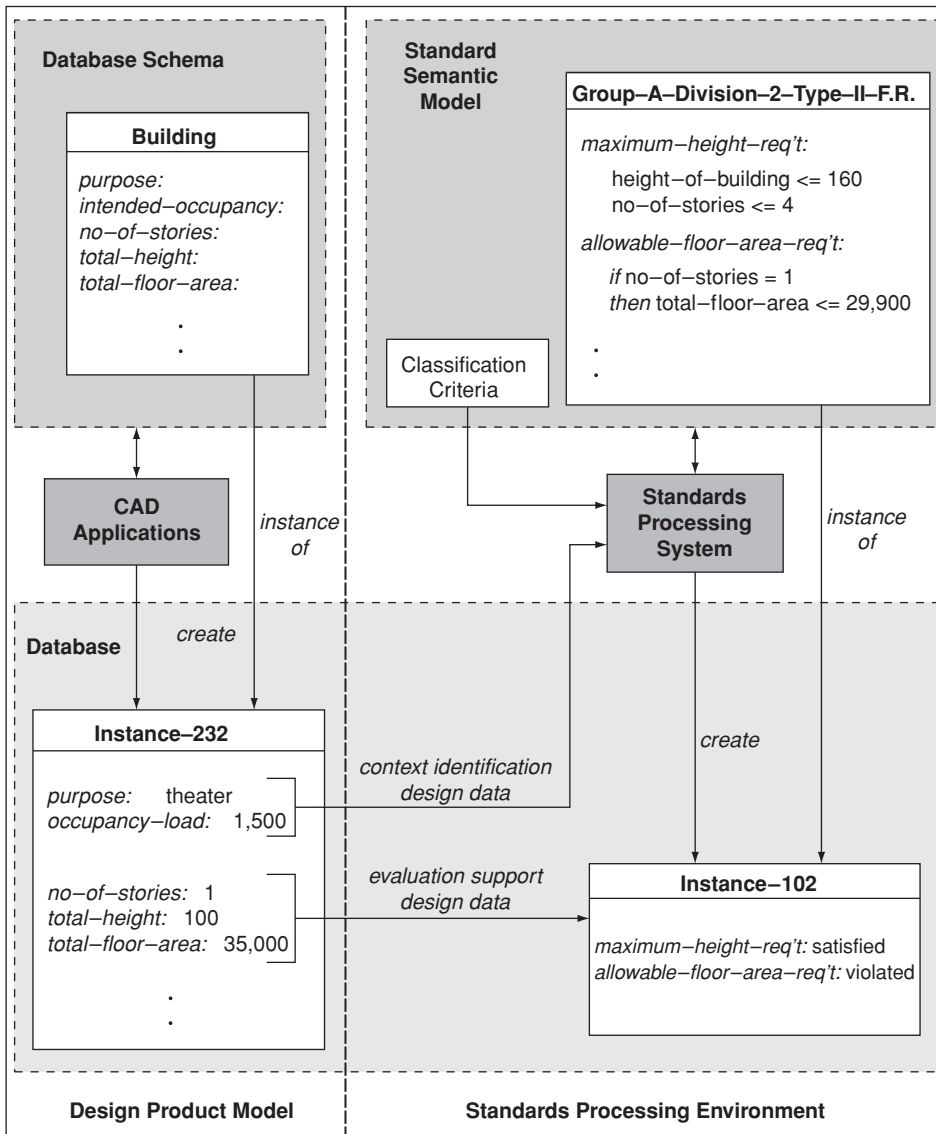 Database Schema
Building
purpose:
intended–occupancy:
no–of–stories:
total–height:
total–floor–area:
.
.
Standard
Semantic
Model
Group–A–Division–2–Type–II–F.R.
maximum–height–req't:
height–of–building <= 160
no–of–stories <= 4
allowable–floor–area–req't:
if no–of–stories = 1
then total–floor–area <= 29,900
.
.
Classification
Criteria
CAD
Applications
instance
of
Standards
Processing
System
instance
of
Database
create
Instance–232
purpose: theater
occupancy–load: 1,500
no–of–stories: 1
total–height: 100
total–floor–area: 35,000
.
.
context identification
design data
create
evaluation support
design data
Instance–102
maximum–height–req't: satisfied
allowable–floor–area–req't: violated
Design Product Model
Standards Processing Environment